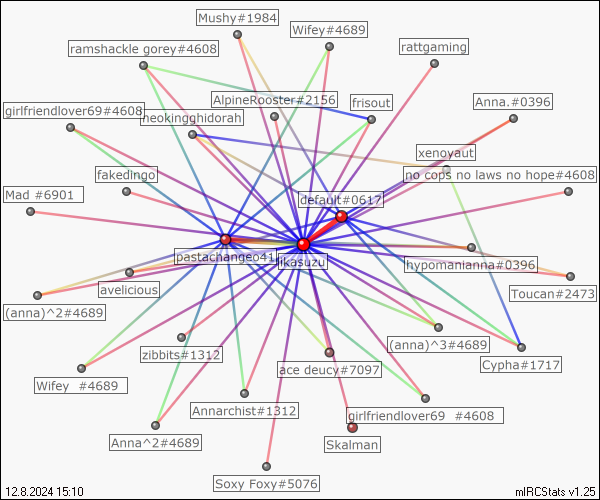 Mushy#1984
Wifey#4689
ramshackle gorey#4608
rattgaming
AlpineRooster#2156
frisout
Anna.#0396
girlfriendlover69#4608
neokingghidorah
xenoyaut
fakedingo
no cops no laws no hope#4608
Mad #6901
default#0617
pastachangeo41
ikasuzu
hypomanianna#0396
avelicious
Toucan#2473
(anna)^2#4689
(anna)^3#4689
zibbits#1312
Cypha#1717
ace deucy#7097
Wifey  #4689
Annarchist#1312
girlfriendlover69  #4608
Anna^2#4689
Skalman
Soxy Foxy#5076
12.8.2024 15:10
mIRCStats v1.25